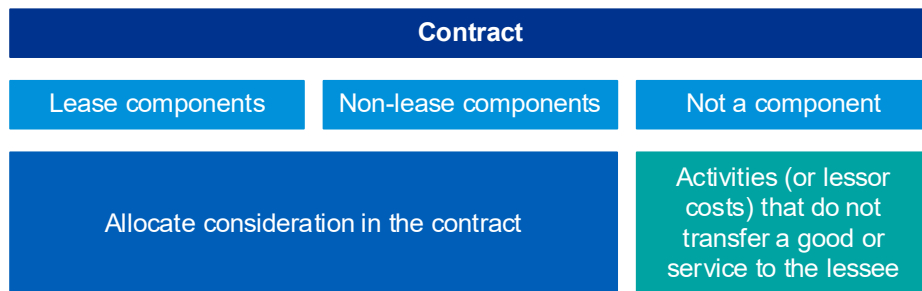 Contract
Lease components
Non-lease components
Not a component
Allocate consideration in the contract
Activities (or lessor
costs) that do not
transfer a good or
service to the lessee